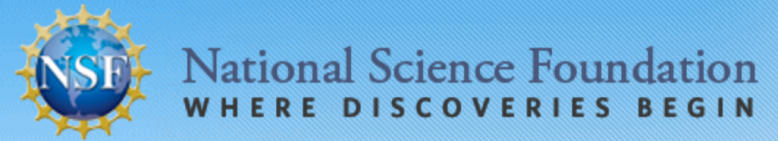 NSF
National Science Foundation
WHERE DISCOVERIES BEGIN